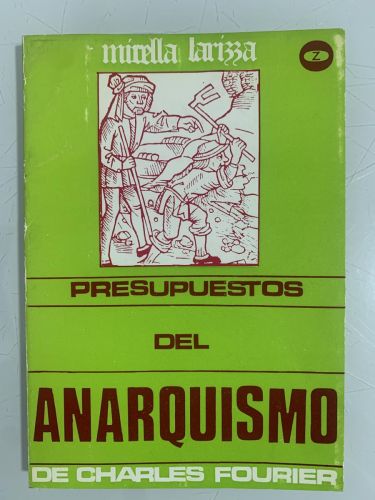 mirella larizza
Z
PRESUPUESTOS
DEL
ANARQUISMO
DE CHARLES FOURIER